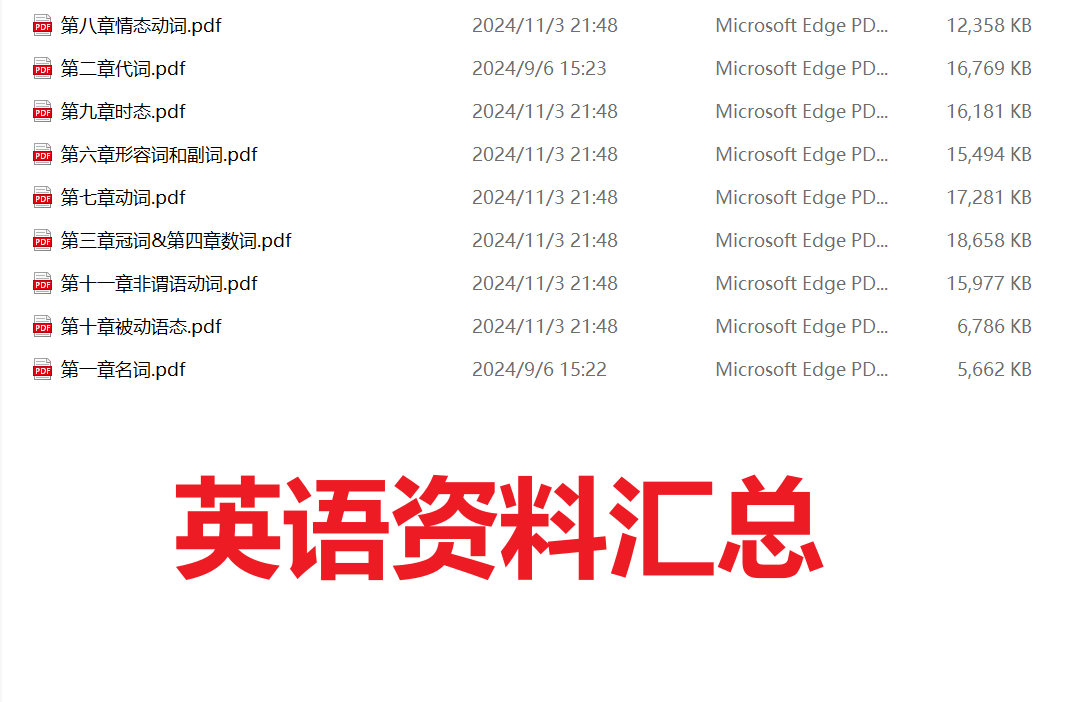 第八章情态动词.pdf 2024/11/3 21:48 Microsoft Edge PD... 12,358 KB
第二章代词.pdf 2024/9/6 15:23 Microsoft Edge PD... 16,769 KB
第九章时态.pdf 2024/11/3 21:48 Microsoft Edge PD... 16,181 KB
第六章形容词和副词.pdf 2024/11/3 21:48 Microsoft Edge PD... 15,494 KB
第七章动词.pdf 2024/11/3 21:48 Microsoft Edge PD... 17,281 KB
第三章冠词&第四章数词.pdf 2024/11/3 21:48 Microsoft Edge PD... 18,658 KB
第十一章非谓语动词.pdf 2024/11/3 21:48 Microsoft Edge PD... 15,977 KB
第十章被动语态.pdf 2024/11/3 21:48 Microsoft Edge PD... 6,786 KB
第一章名词.pdf 2024/9/6 15:22 Microsoft Edge PD... 5,662 KB
英语资料汇总